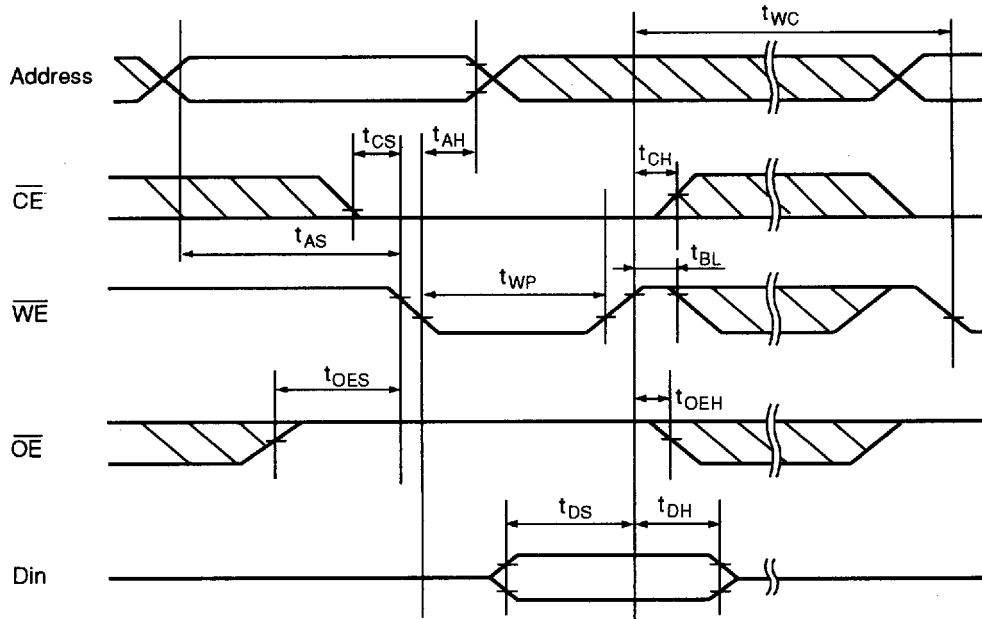 tWC
Address
tCS
tAH
tCH
CE
tAS
tBL
tWP
WE
tOES
tOEH
OE
tDS
tDH
Din